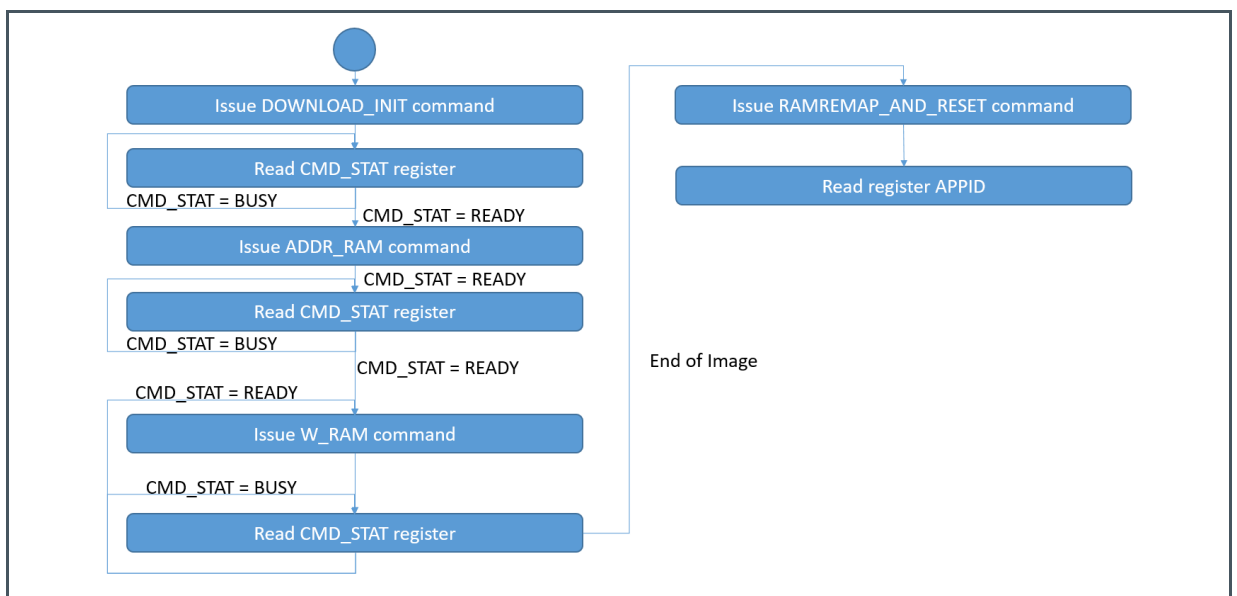 Issue DOWNLOAD_INIT command
Read CMD_STAT register
CMD_STAT = BUSY
CMD_STAT = READY
Issue ADDR_RAM command
CMD_STAT = READY
Read CMD_STAT register
CMD_STAT = BUSY
CMD_STAT = READY
CMD_STAT = READY
Issue W_RAM command
CMD_STAT = BUSY
Read CMD_STAT register
End of Image
Issue RAMREMAP_AND_RESET command
Read register APPID